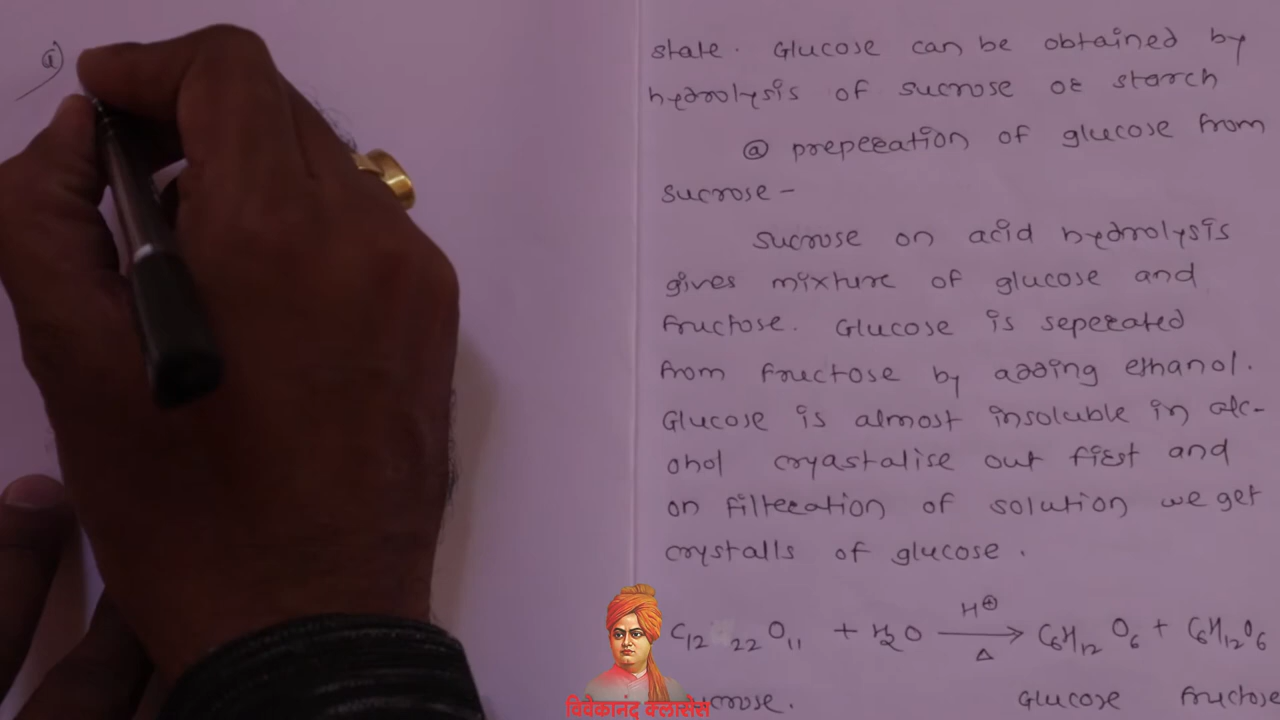 a)
state. Glucose can be obtained by
hydrolysis of sucrose or starch
@ preperation of glucose from
sucrose -
sucrose on acid hydrolysis
gives mixture of glucose and
fructose. Glucose is seperated
from fructose by adding ethanol.
Glucose is almost insoluble in alc-
ohol cryastalise out first and
on filteration of solution we get
crystalls of glucose.
H⊕
C12 22O11 + H2O ⟶ C6H12O6 + C6H12O6
Δ
ucrose. Glucose fructose
विवेकानंद क्लासेस